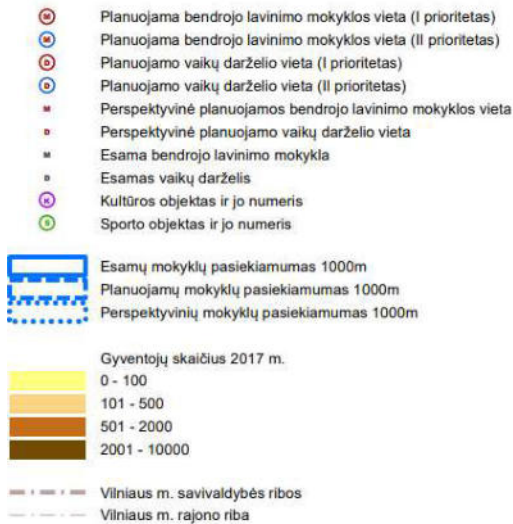 M Planuojama bendrojo lavinimo mokyklos vieta (I prioritetas)
M Planuojama bendrojo lavinimo mokyklos vieta (II prioritetas)
D Planuojamo vaikų darželio vieta (I prioritetas)
D Planuojamo vaikų darželio vieta (II prioritetas)
M Perspektyvinė planuojamos bendrojo lavinimo mokyklos vieta
D Perspektyvinė planuojamo vaikų darželio vieta
M Esama bendrojo lavinimo mokykla
D Esamas vaikų darželis
K Kultūros objektas ir jo numeris
S Sporto objektas ir jo numeris
Esamų mokyklų pasiekiamumas 1000m
Planuojamų mokyklų pasiekiamumas 1000m
Perspektyvinių mokyklų pasiekiamumas 1000m
Gyventojų skaičius 2017 m.
0 - 100
101 - 500
501 - 2000
2001 - 10000
Vilniaus m. savivaldybės ribos
Vilniaus m. rajono riba